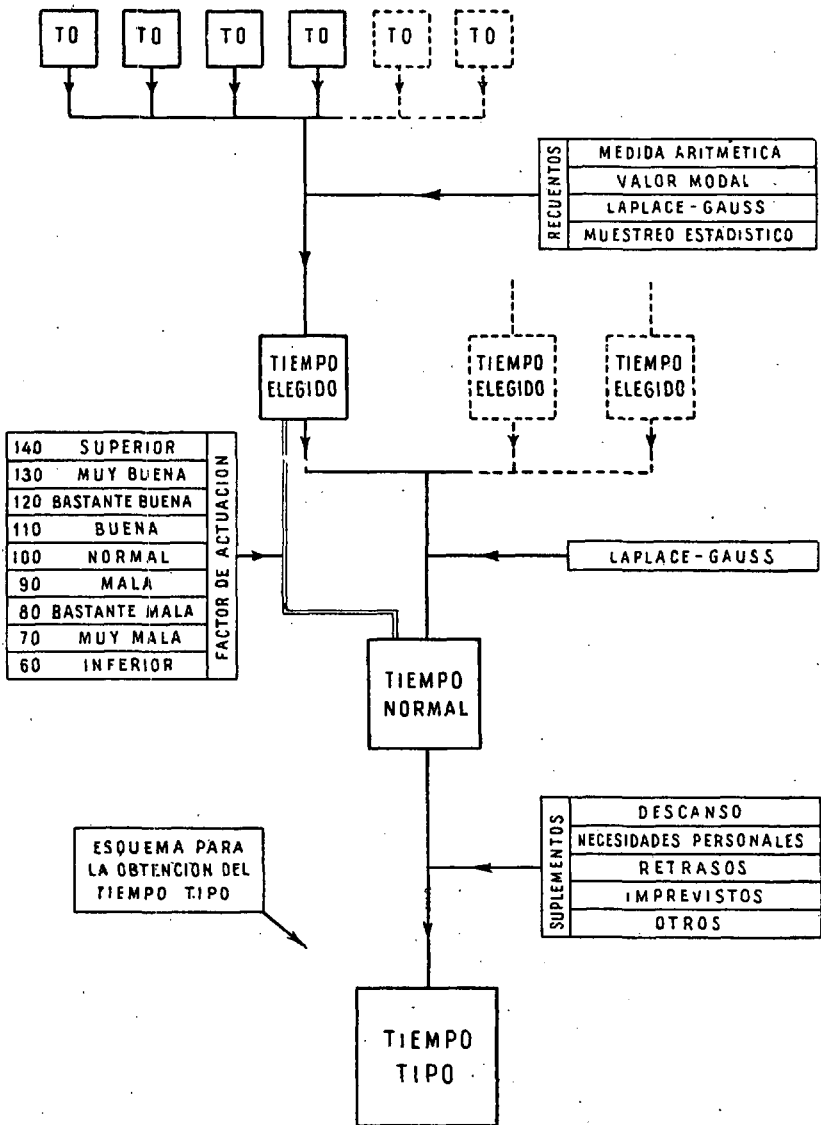 TO TO TO TO TO TO
RECUENTOS
MEDIDA ARITMETICA
VALOR MODAL
LAPLACE-GAUSS
MUESTREO ESTADISTICO
TIEMPO
ELEGIDO
TIEMPO
ELEGIDO
TIEMPO
ELEGIDO
140 SUPERIOR
130 MUY BUENA
120 BASTANTE BUENA
110 BUENA
100 NORMAL
90 MALA
80 BASTANTE MALA
70 MUY MALA
60 INFERIOR
FACTOR DE ACTUACION
LAPLACE-GAUSS
TIEMPO
NORMAL
SUPLEMENTOS
DESCANSO
NECESIDADES PERSONALES
RETRASOS
IMPREVISTOS
OTROS
ESQUEMA PARA
LA OBTENCION DEL
TIEMPO TIPO
TIEMPO
TIPO